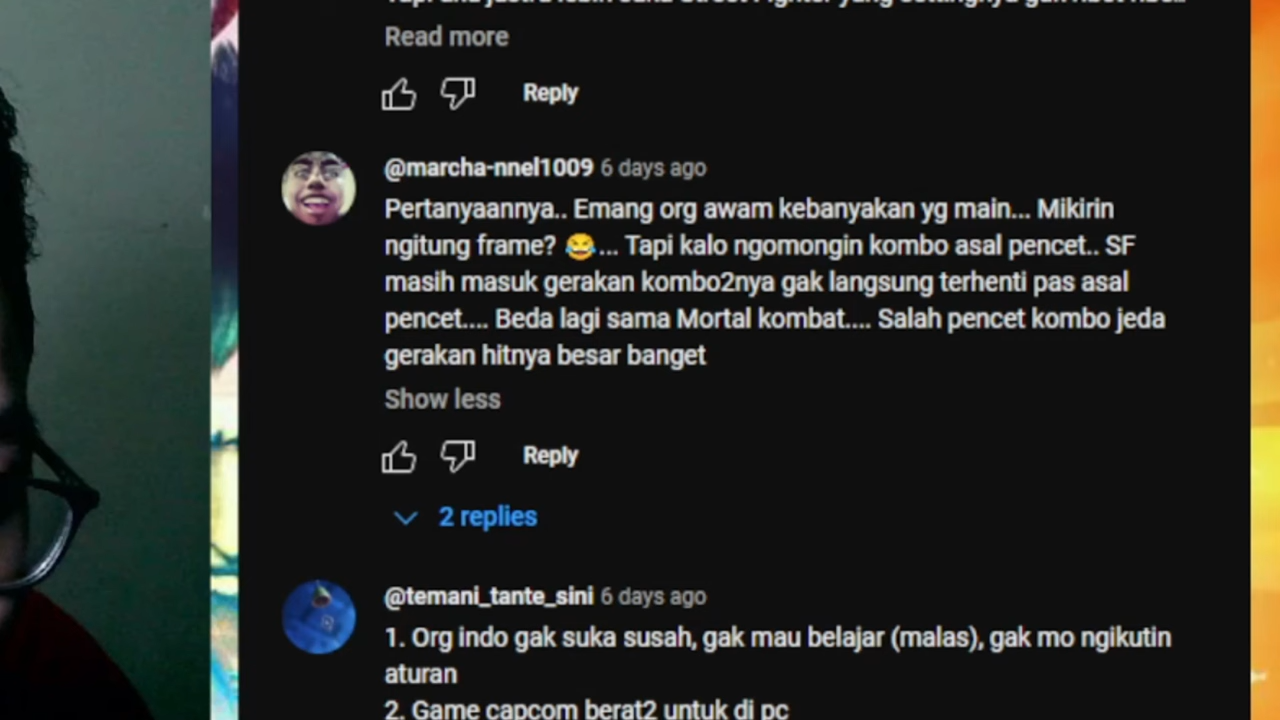 Read more
Reply
@marcha-nnel1009 6 days ago
Pertanyaannya.. Emang org awam kebanyakan yg main... Mikirin
ngitung frame? 😂... Tapi kalo ngomongin kombo asal pencet.. SF
masih masuk gerakan kombo2nya gak langsung terhenti pas asal
pencet.... Beda lagi sama Mortal kombat.... Salah pencet kombo jeda
gerakan hitnya besar banget
Show less
Reply
2 replies
@temani_tante_sini 6 days ago
1. Org indo gak suka susah, gak mau belajar (malas), gak mo ngikutin
aturan
2. Game capcom berat2 untuk di pc